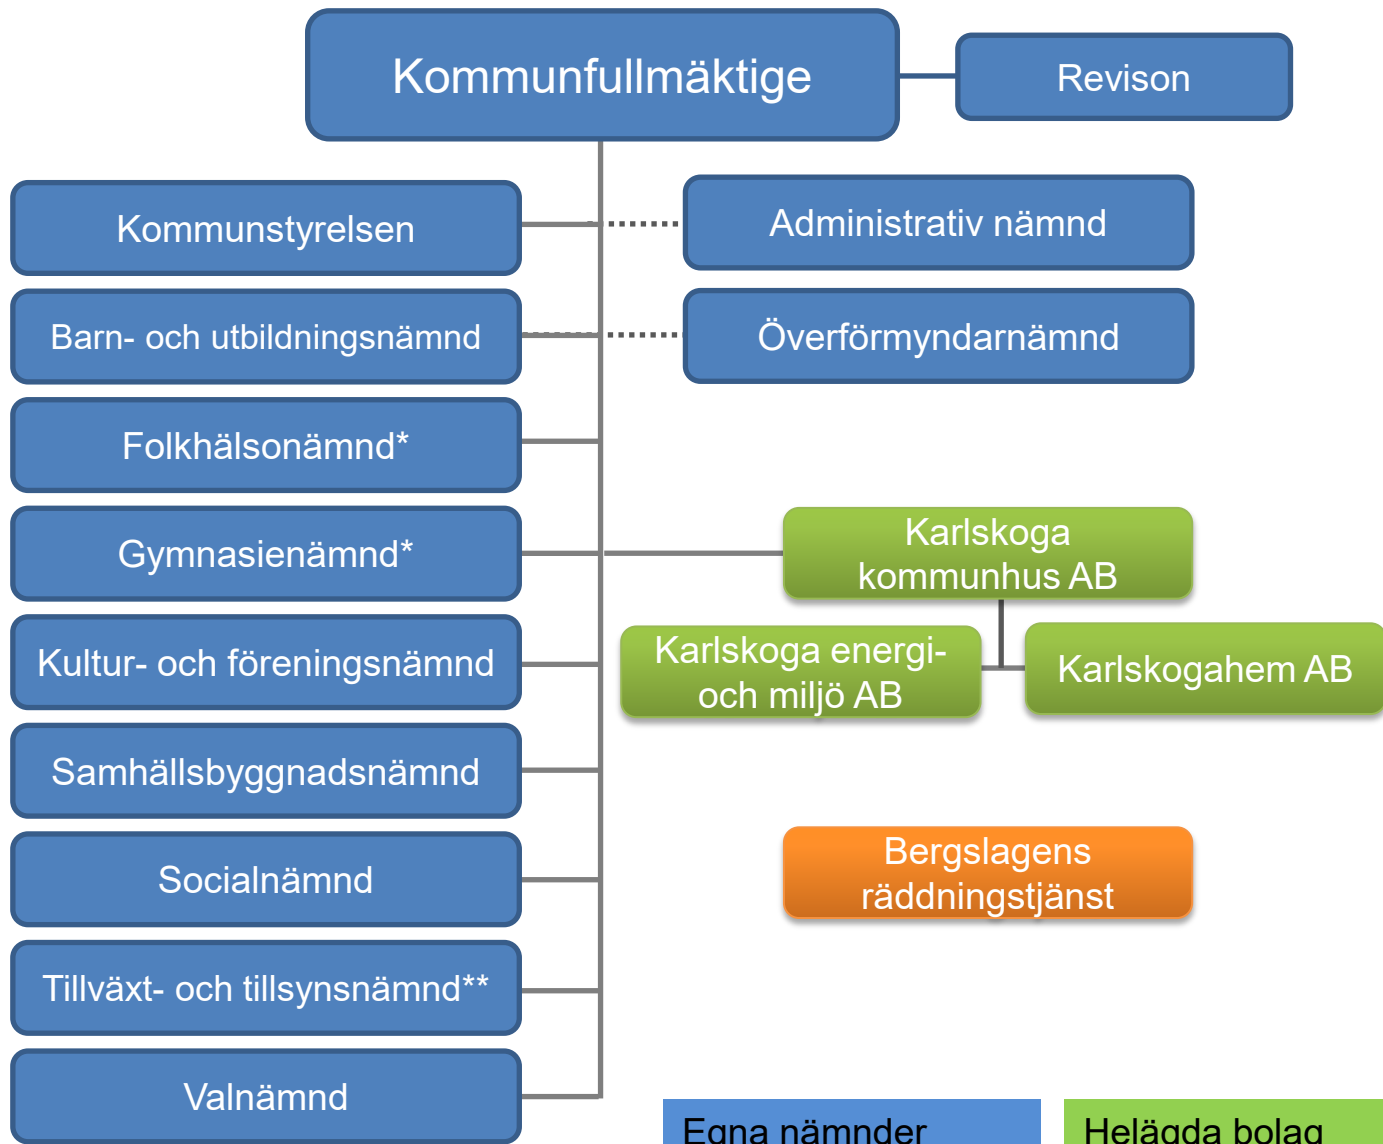 Kommunfullmäktige
Revison
Kommunstyrelsen
Administrativ nämnd
Barn- och utbildningsnämnd
Överförmyndarnämnd
Folkhälsonämnd*
Gymnasienämnd*
Karlskoga
kommunhus AB
Kultur- och föreningsnämnd
Karlskoga energi-
och miljö AB
Karlskogahem AB
Samhällsbyggnadsnämnd
Socialnämnd
Bergslagens
räddningstjänst
Tillväxt- och tillsynsnämnd**
Valnämnd
Egna nämnder
Helägda bolag